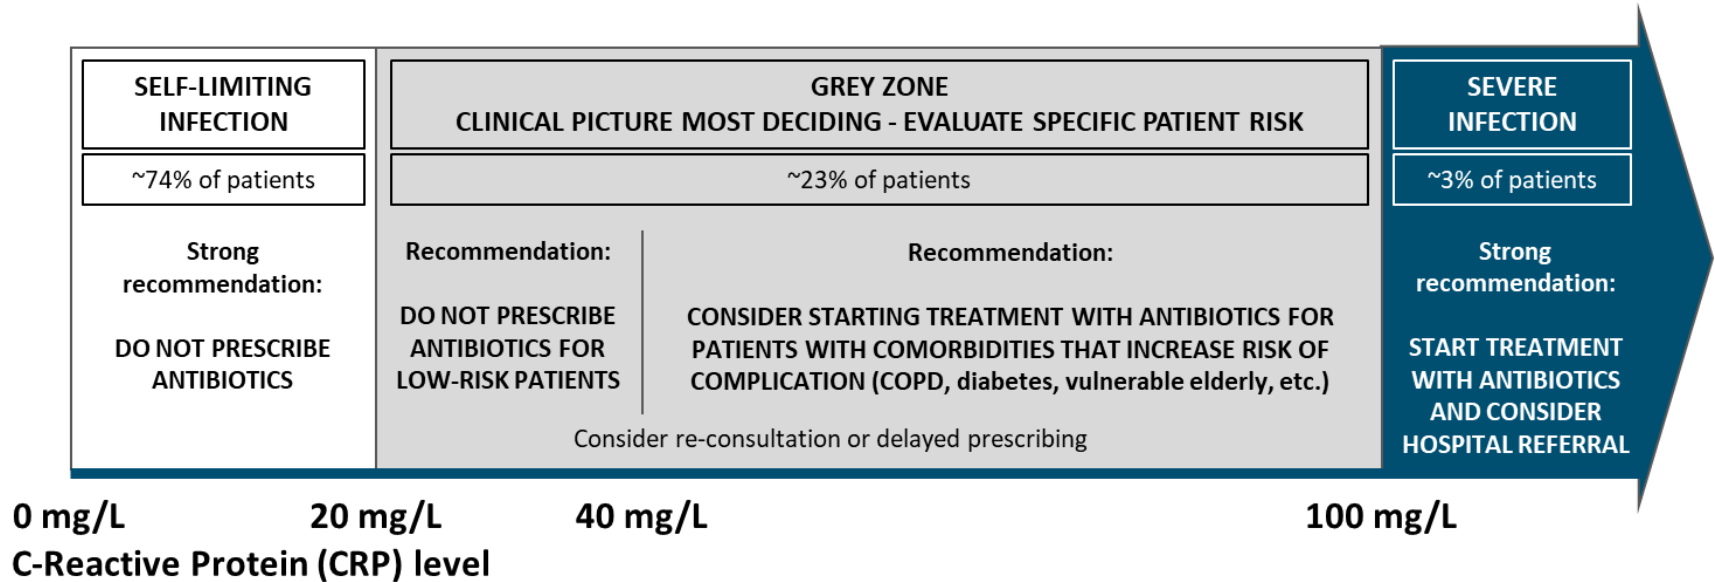 SELF-LIMITING
INFECTION
~74% of patients
Strong
recommendation:
DO NOT PRESCRIBE
ANTIBIOTICS
GREY ZONE
CLINICAL PICTURE MOST DECIDING - EVALUATE SPECIFIC PATIENT RISK
~23% of patients
Recommendation:
DO NOT PRESCRIBE
ANTIBIOTICS FOR
LOW-RISK PATIENTS
Recommendation:
CONSIDER STARTING TREATMENT WITH ANTIBIOTICS FOR
PATIENTS WITH COMORBIDITIES THAT INCREASE RISK OF
COMPLICATION (COPD, diabetes, vulnerable elderly, etc.)
Consider re-consultation or delayed prescribing
SEVERE
INFECTION
~3% of patients
Strong
recommendation:
START TREATMENT
WITH ANTIBIOTICS
AND CONSIDER
HOSPITAL REFERRAL
0 mg/L 20 mg/L 40 mg/L 100 mg/L
C-Reactive Protein (CRP) level